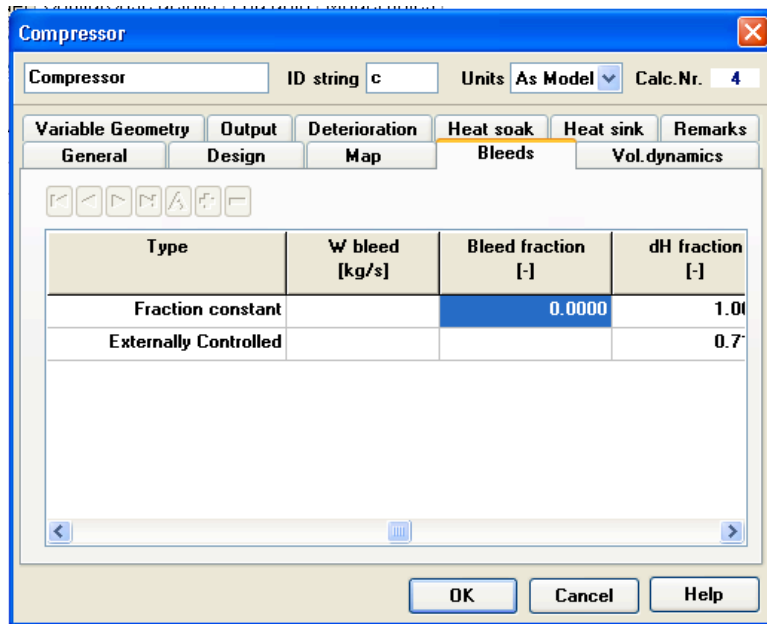 Compressor
Compressor ID string c Units As Model Calc.Nr. 4
Variable Geometry Output Deterioration Heat soak Heat sink Remarks
General Design Map Bleeds Vol.dynamics
Type W bleed Bleed fraction dH fraction
[kg/s] [-] [-]
Fraction constant 0.0000
Externally Controlled
OK Cancel Help